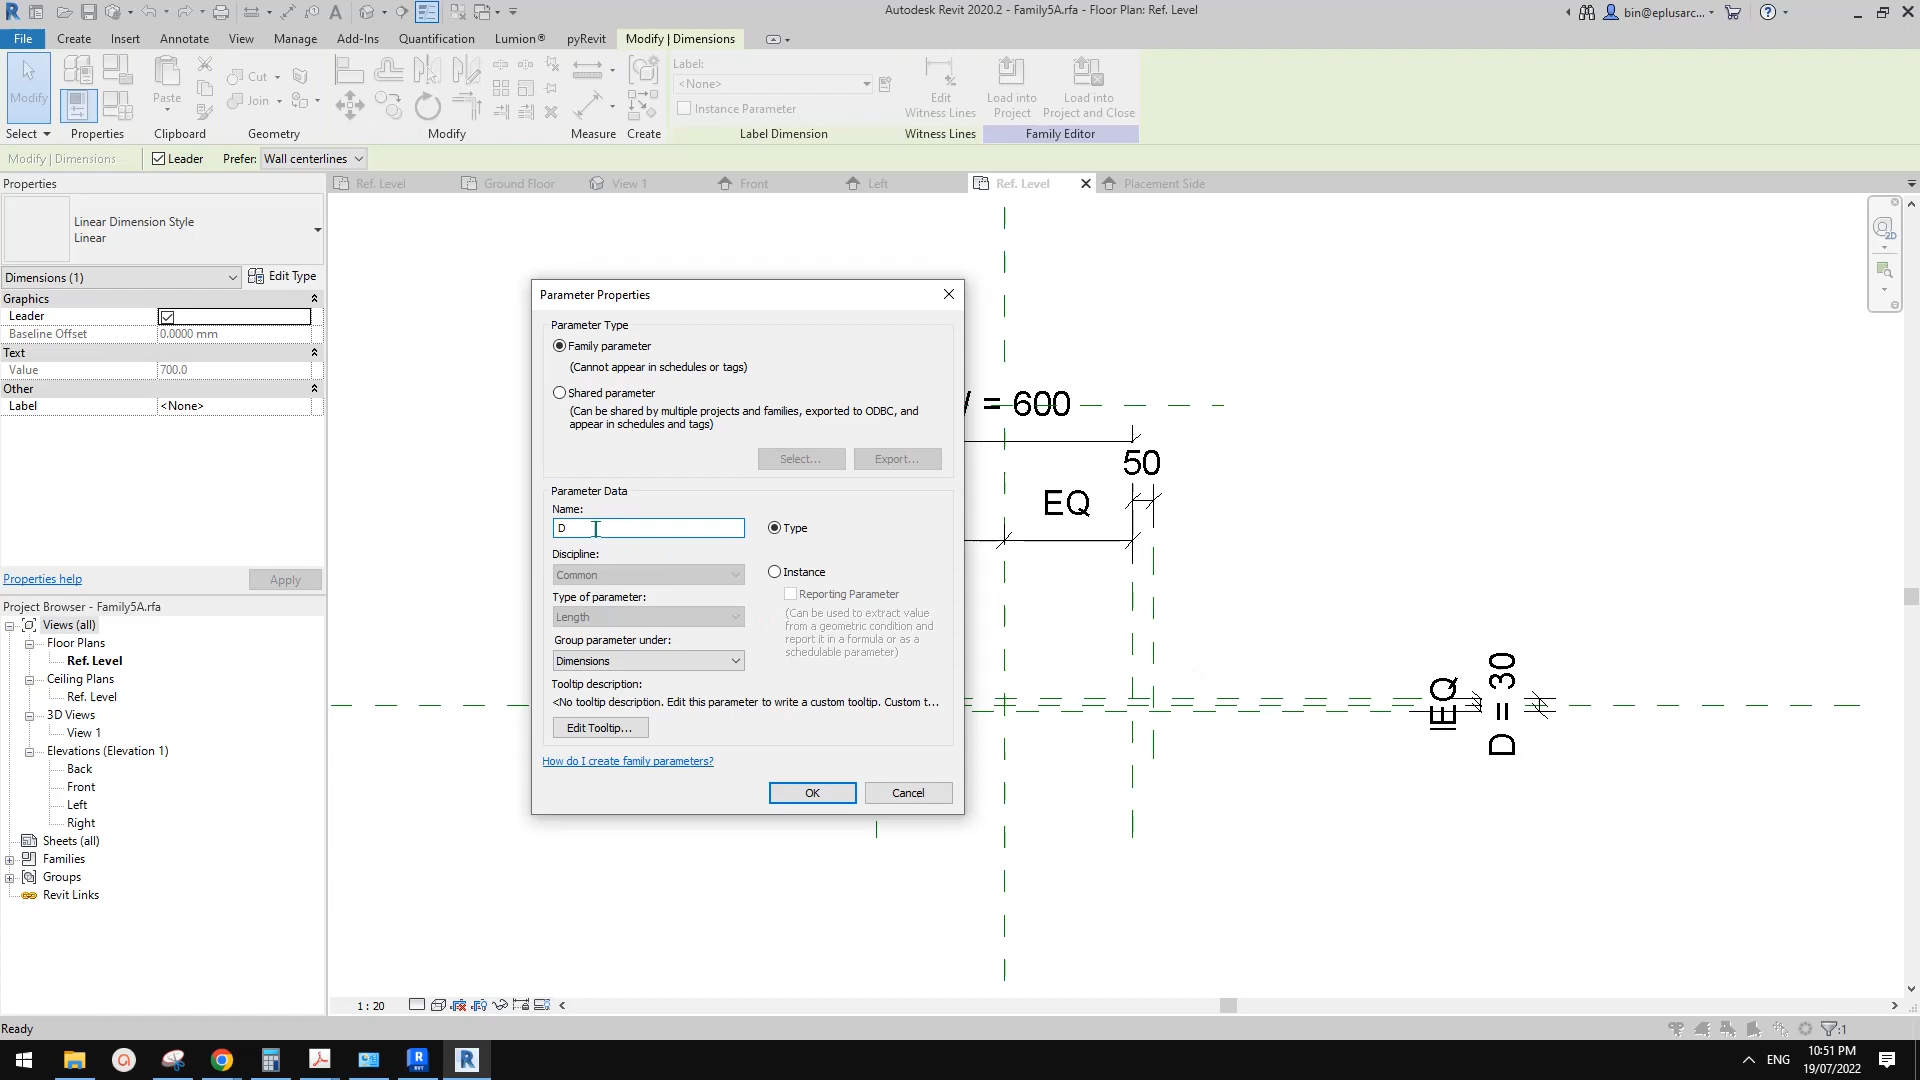 Autodesk Revit 2020.2 - Family5A.rfa - Floor Plan: Ref. Level
bin@eplusarc...
File
Create
Insert
Annotate
View
Manage
Add-Ins
Quantification
Lumion®
pyRevit
Modify | Dimensions
Modify
Paste
Cut
Join
Label:
<None>
Instance Parameter
Edit
Witness Lines
Load into
Project
Load into
Project and Close
Select
Properties
Clipboard
Geometry
Modify
Measure
Create
Label Dimension
Witness Lines
Family Editor
Modify | Dimensions
Leader
Prefer:
Wall centerlines
Properties
Ref. Level
Ground Floor
View 1
Front
Left
Ref. Level
Placement Side
Linear Dimension Style
Linear
Dimensions (1)
Edit Type
Graphics
Leader
Baseline Offset
0.0000 mm
Text
Value
700.0
Other
Label
<None>
Properties help
Apply
Project Browser - Family5A.rfa
Views (all)
Floor Plans
Ref. Level
Ceiling Plans
Ref. Level
3D Views
View 1
Elevations (Elevation 1)
Back
Front
Left
Right
Sheets (all)
Families
Groups
Revit Links
Parameter Properties
Parameter Type
Family parameter
(Cannot appear in schedules or tags)
Shared parameter
(Can be shared by multiple projects and families, exported to ODBC, and
appear in schedules and tags)
Select...
Export...
Parameter Data
Name:
D
Type
Discipline:
Common
Instance
Reporting Parameter
(Can be used to extract value
from a geometric condition and
report it in a formula or as a
schedulable parameter)
Type of parameter:
Length
Group parameter under:
Dimensions
Tooltip description:
<No tooltip description. Edit this parameter to write a custom tooltip. Custom t...
Edit Tooltip...
How do I create family parameters?
OK
Cancel
= 600
50
EQ
EQ
D = 30
1 : 20
Ready
:1
2D
ENG
10:51 PM
19/07/2022